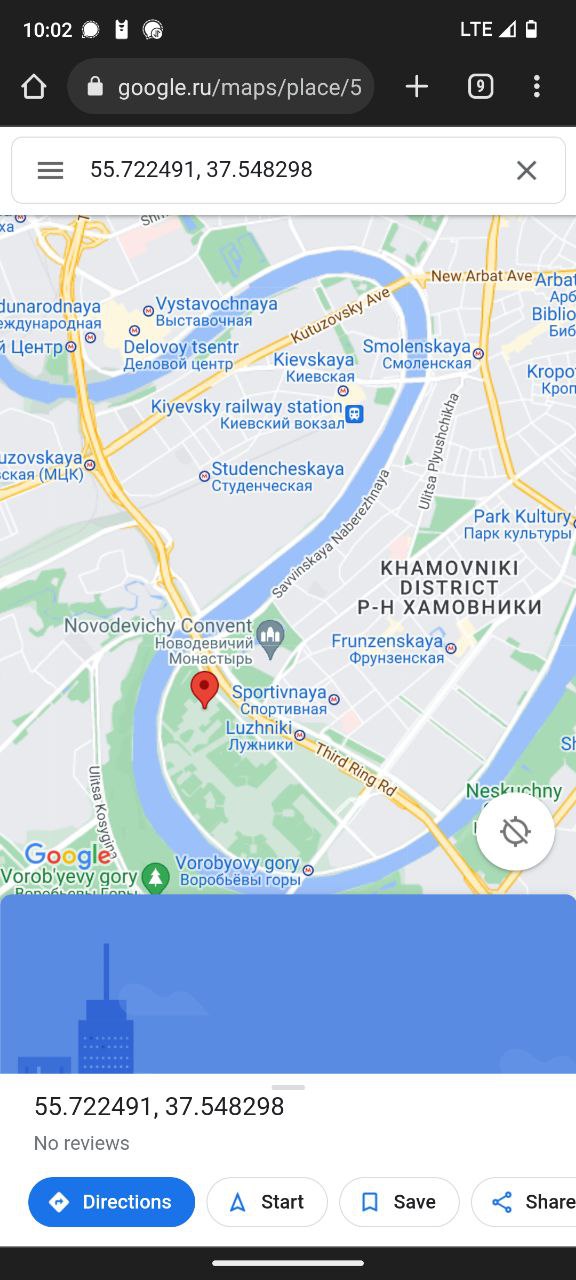 10:02
LTE
google.ru/maps/place/5
9
55.722491, 37.548298
ха
New Arbat Ave
Arbat
Арб
Biblio
Биб
dunarodnaya
еждународная
Vystavochnaya
Выставочная
Kutuzovsky Ave
й Центр
Delovoy tsentr
Деловой центр
Smolenskaya
Смоленская
Kievskaya
Киевская
Kropo
Кроп
Kiyevsky railway station
Киевский вокзал
Ulitsa Plyushchikha
uzovskaya
ская (МЦК)
Studencheskaya
Студенческая
Savvinskaya Naberezhnaya
Park Kultury
Парк культуры
KHAMOVNIKI
DISTRICT
Р-Н ХАМОВНИКИ
Novodevichy Convent
Новодевичий
Монастырь
Frunzenskaya
Фрунзенская
Sportivnaya
Спортивная
Luzhniki
Лужники
Third Ring Rd
Sh
Ulitsa Kosygina
Neskuchny
Google
Vorobyovy gory
Воробьёвы горы
Vorob'yevy gory
Воробьевы Горы
55.722491, 37.548298
No reviews
Directions
Start
Save
Share